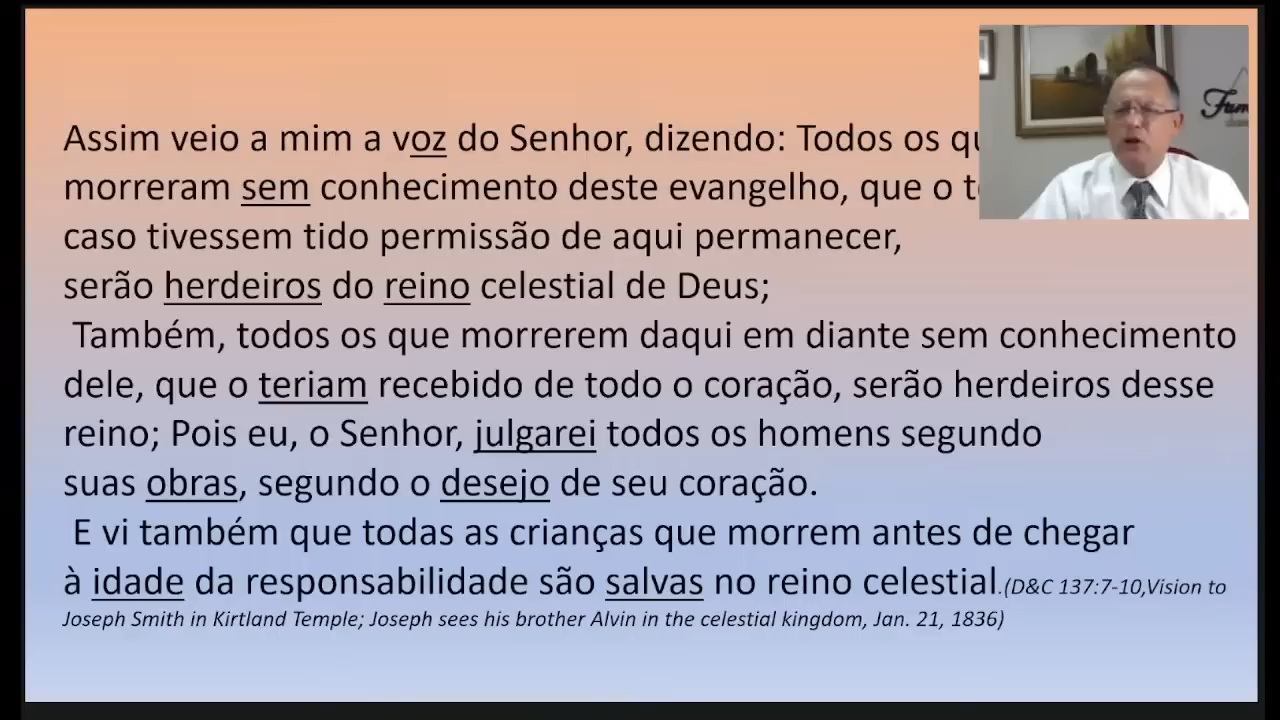 Assim veio a mim a voz do Senhor, dizendo: Todos os
morreram sem conhecimento deste evangelho, que o
caso tivessem tido permissão de aqui permanecer,
serão herdeiros do reino celestial de Deus;
Também, todos os que morrerem daqui em diante sem conhecimento
dele, que o teriam recebido de todo o coração, serão herdeiros desse
reino; Pois eu, o Senhor, julgarei todos os homens segundo
suas obras, segundo o desejo de seu coração.
E vi também que todas as crianças que morrem antes de chegar
à idade da responsabilidade são salvas no reino celestial.(D&C 137:7-10,Vision to
Joseph Smith in Kirtland Temple; Joseph sees his brother Alvin in the celestial kingdom, Jan. 21, 1836)